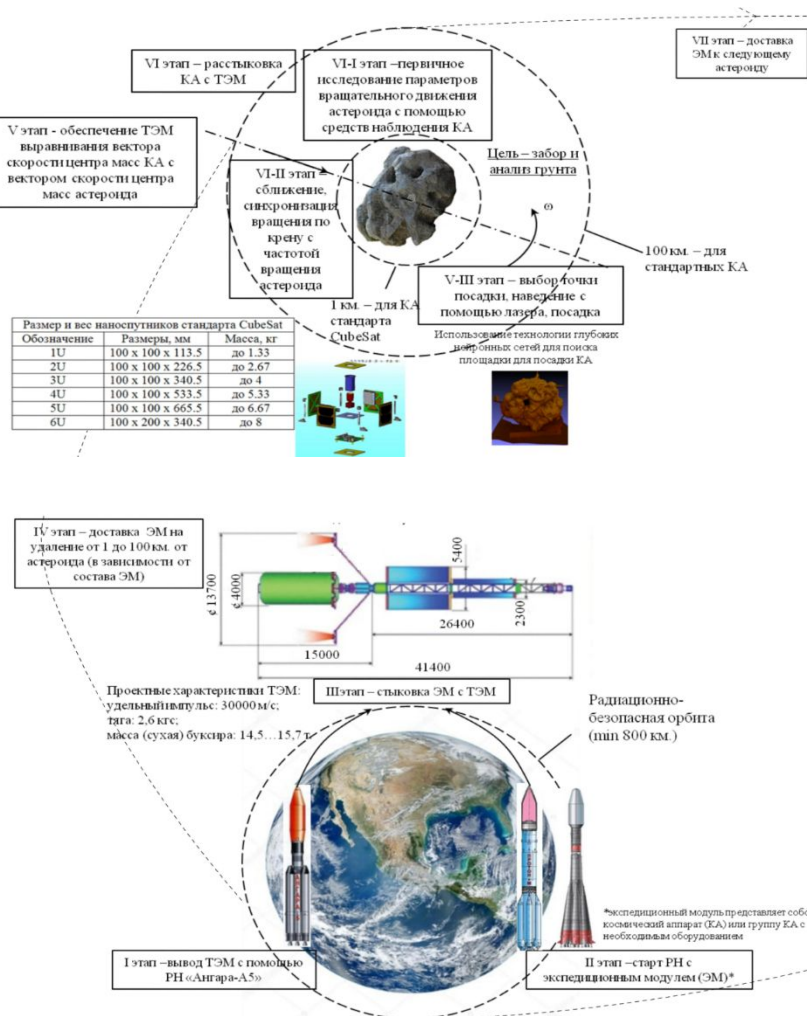 VII этап – доставка
ЭМ к следующему
астероиду
VI этап – расстыковка
КА с ТЭМ
VI-I этап –первичное
исследование параметров
вращательного движения
астероида с помощью
средств наблюдения КА
V этап - обеспечение ТЭМ
выравнивания вектора
скорости центра масс КА с
вектором скорости центра
масс астероида
Цель – забор и
анализ грунта
VI-II этап –
сближение,
синхронизация
вращения по
крену с
частотой
вращения
астероида
ω
100 км. – для
стандартных КА
V-III этап – выбор точки
посадки, наведение с
помощью лазера, посадка
1 км. – для КА
стандарта
CubeSat
Использование технологии глубоких
нейронных сетей для поиска
площадки для посадки КА
Размер и вес наноспутников стандарта CubeSat
Обозначение Размеры, мм Масса, кг
1U 100 x 100 x 113.5 до 1.33
2U 100 x 100 x 226.5 до 2.67
3U 100 x 100 x 340.5 до 4
4U 100 x 100 x 533.5 до 5.33
5U 100 x 100 x 665.5 до 6.67
6U 100 x 200 x 340.5 до 8
IV этап – доставка ЭМ на
удаление от 1 до 100 км. от
астероида (в зависимости от
состава ЭМ)
¢ 13700
¢ 4000
5400
2300
26400
15000
41400
Проектные характеристики ТЭМ:
удельный импульс: 30000 м/с;
тяга: 2,6 кгс;
масса (сухая) буксира: 14,5…15,7 т.
III этап – стыковка ЭМ с ТЭМ
Радиационно-
безопасная орбита
(min 800 км.)
*экспедиционный модуль представляет собо
космический аппарат (КА) или группу КА с
необходимым оборудованием
I этап –вывод ТЭМ с помощью
РН «Ангара-А5»
II этап –старт РН с
экспедиционным модулем (ЭМ)*